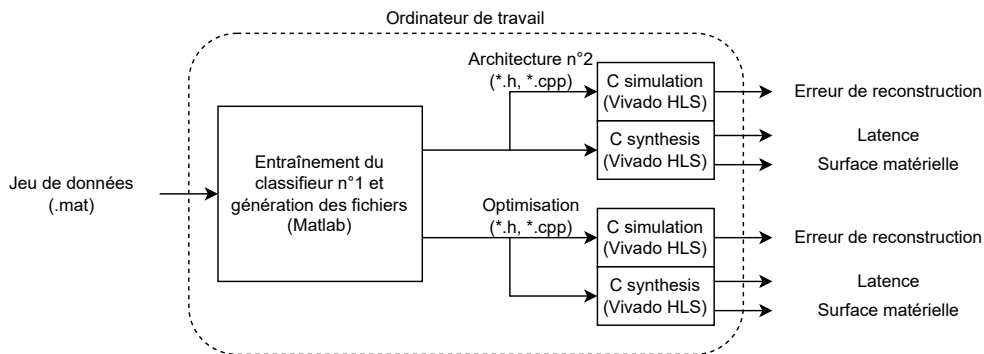 Ordinateur de travail
Jeu de données
(.mat)
Entraînement du
classifieur n°1 et
génération des fichiers
(Matlab)
Architecture n°2
(*.h, *.cpp)
C simulation
(Vivado HLS)
C synthesis
(Vivado HLS)
Erreur de reconstruction
Latence
Surface matérielle
Optimisation
(*.h, *.cpp)
C simulation
(Vivado HLS)
C synthesis
(Vivado HLS)
Erreur de reconstruction
Latence
Surface matérielle